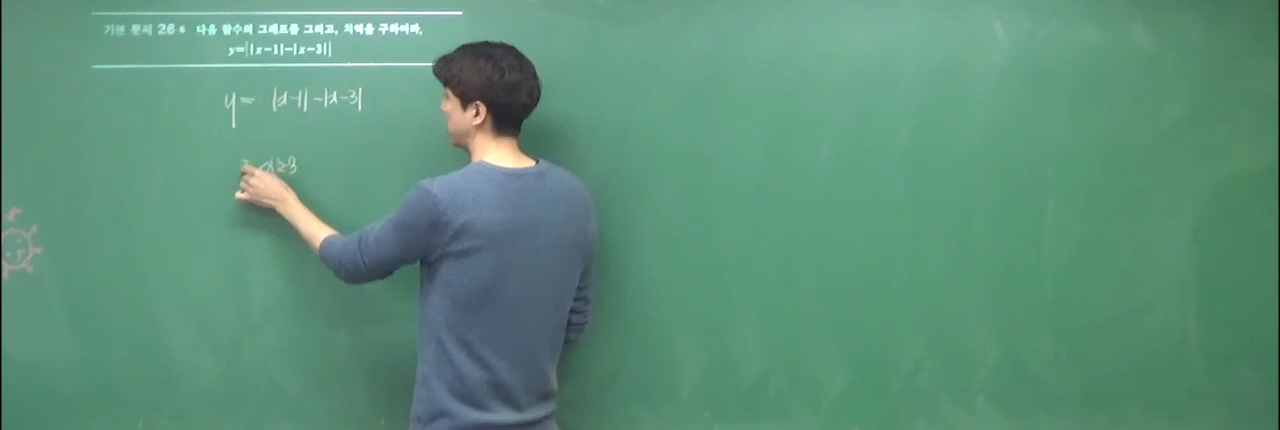 기본 문제 26-6 다음 함수의 그래프를 그리고, 치역을 구하여라.
y=||x-1|-|x-3||
y= |x-1|-|x-3|
x≥3